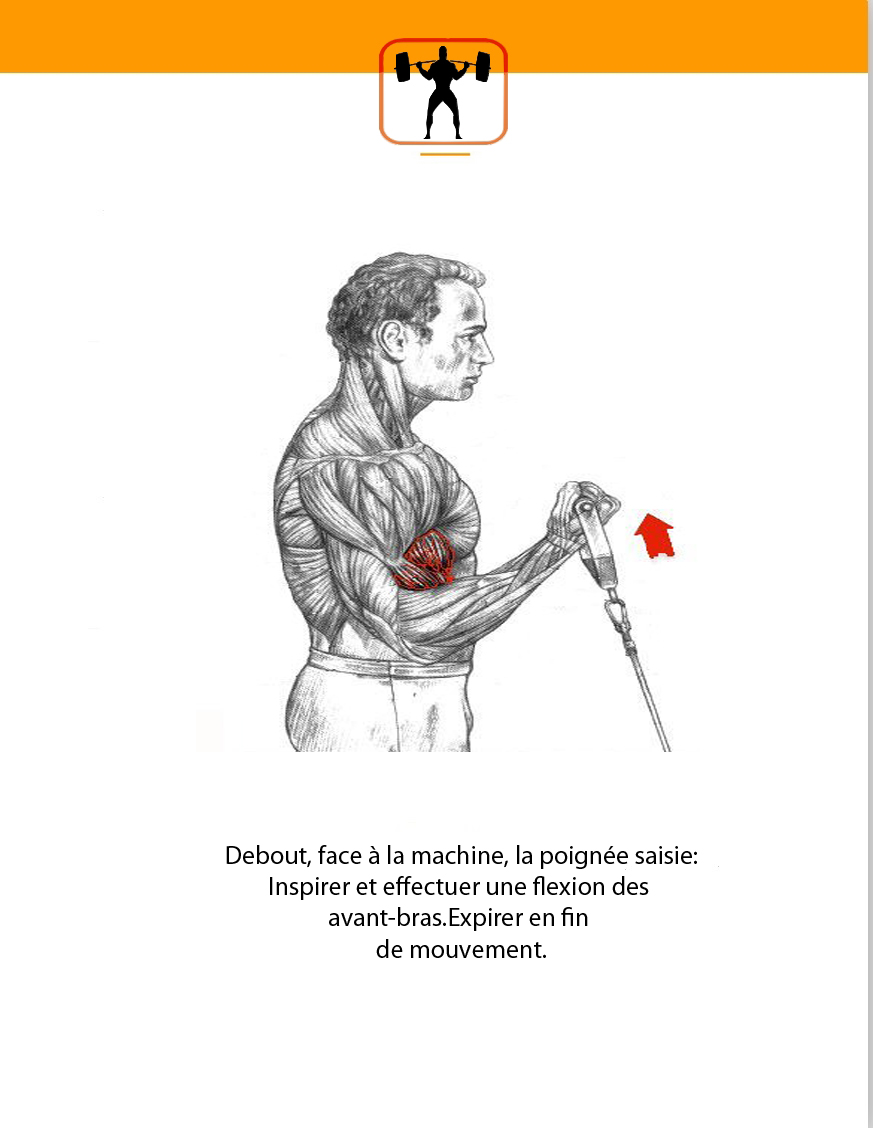 Debout, face à la machine, la poignée saisie:
Inspirer et effectuer une flexion des
avant-bras.Expirer en fin
de mouvement.